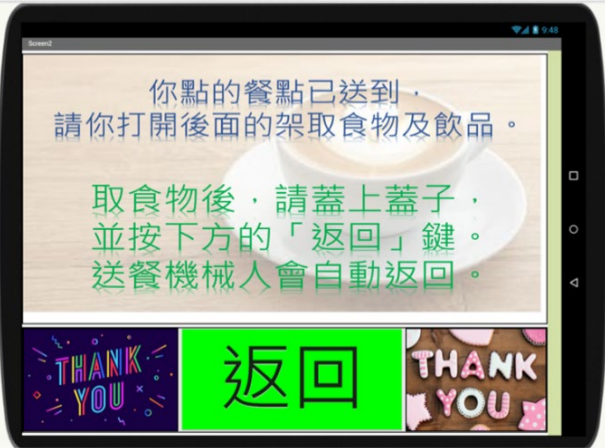 9:48
Screen2
你點的餐點已送到，
請你打開後面的架取食物及飲品。
取食物後，請蓋上蓋子，
並按下方的「返回」鍵。
送餐機械人會自動返回。
THANK
YOU
返回
THANK
YOU